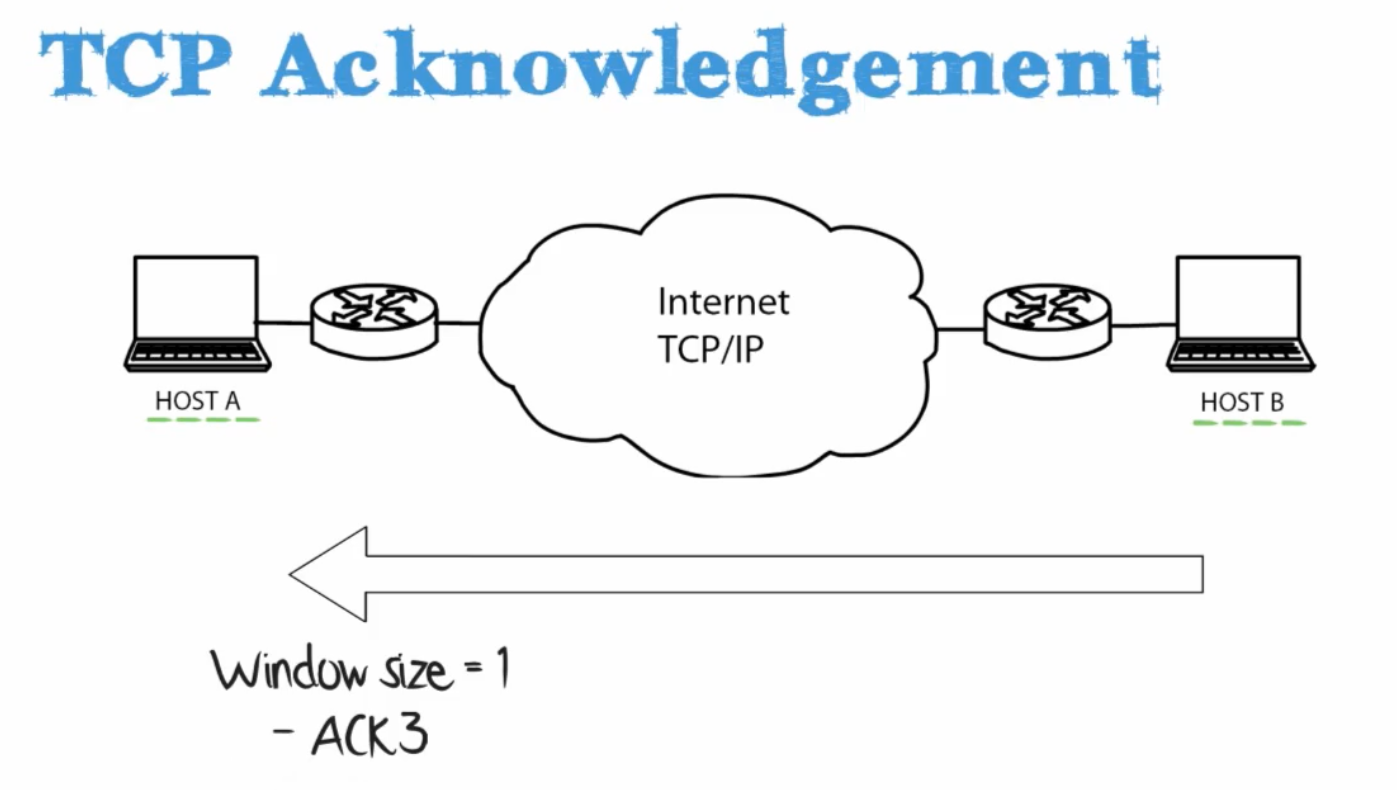 TCP Acknowledgement
Internet
TCP/IP
HOST A
HOST B
Window size = 1
- ACK3